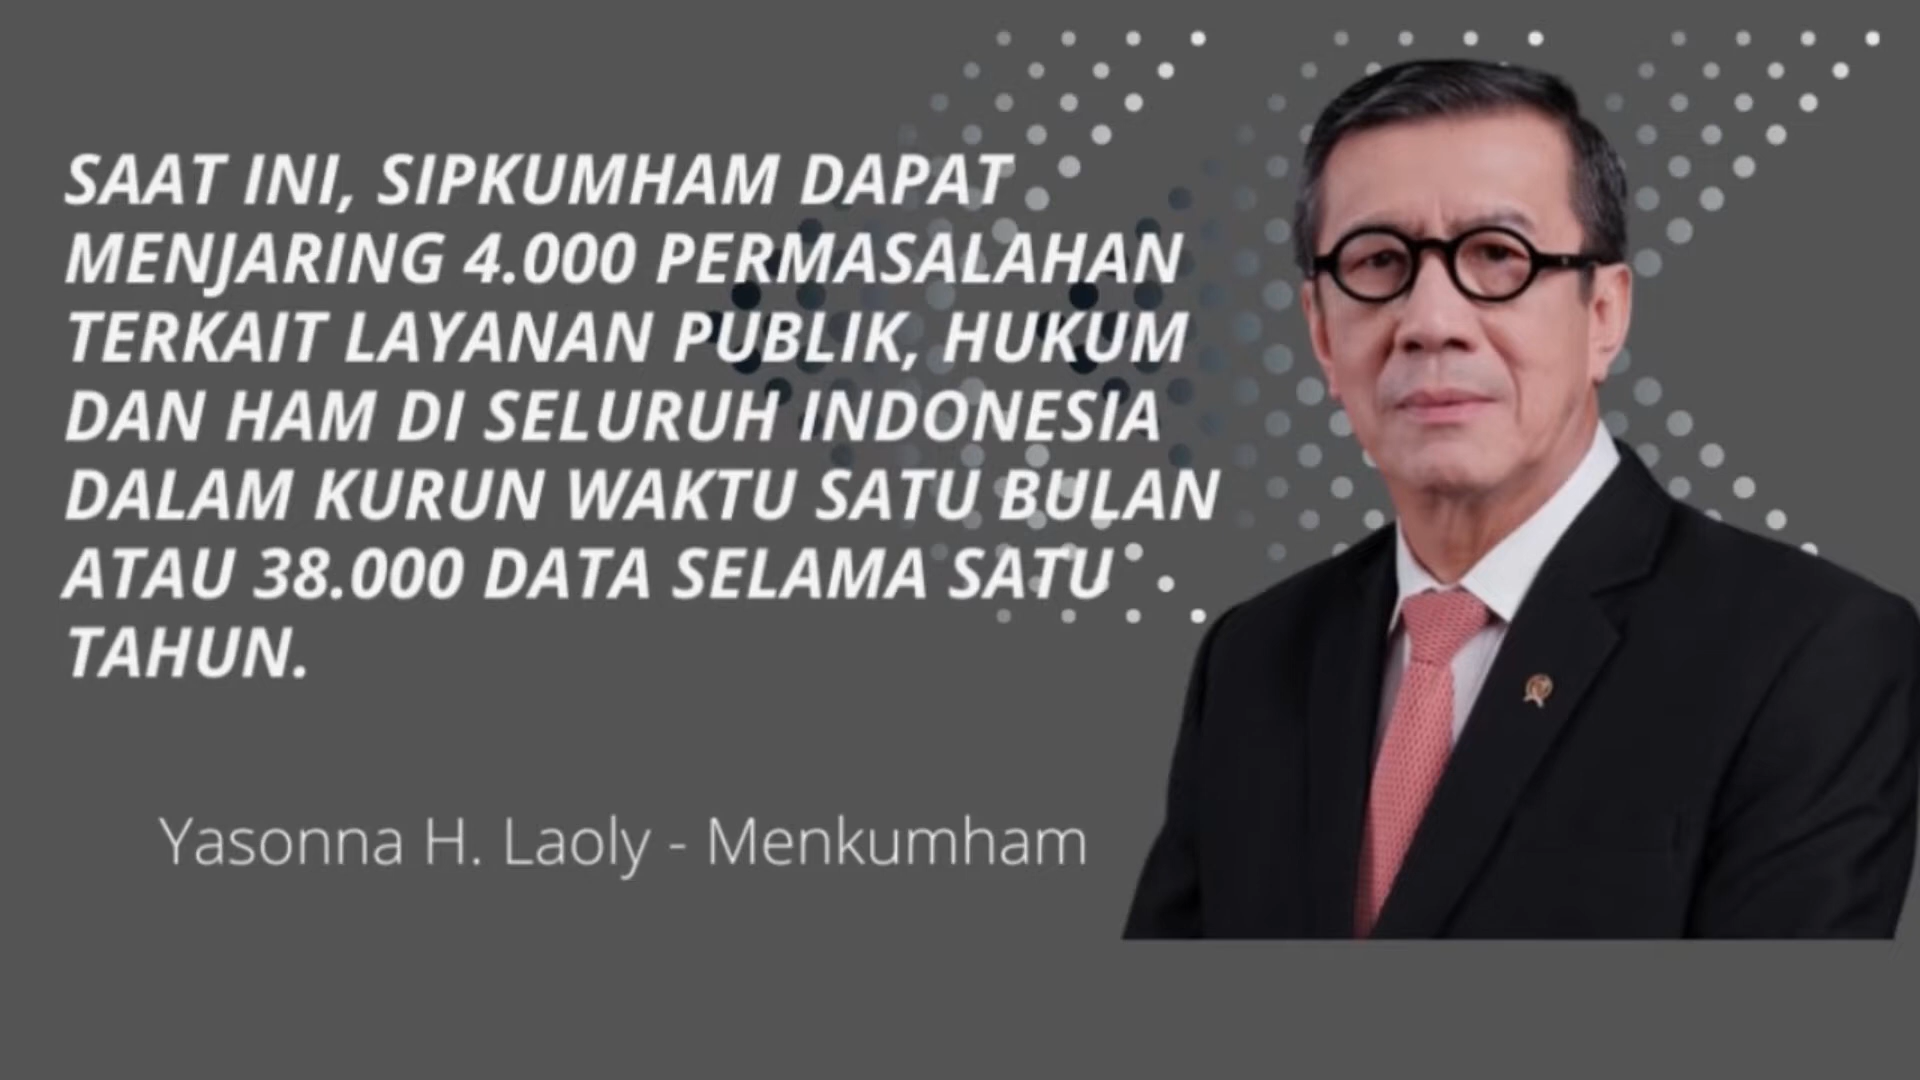 SAAT INI, SIPKUMHAM DAPAT
MENJARING 4.000 PERMASALAHAN
TERKAIT LAYANAN PUBLIK, HUKUM
DAN HAM DI SELURUH INDONESIA
DALAM KURUN WAKTU SATU BULAN
ATAU 38.000 DATA SELAMA SATU
TAHUN.
Yasonna H. Laoly - Menkumham